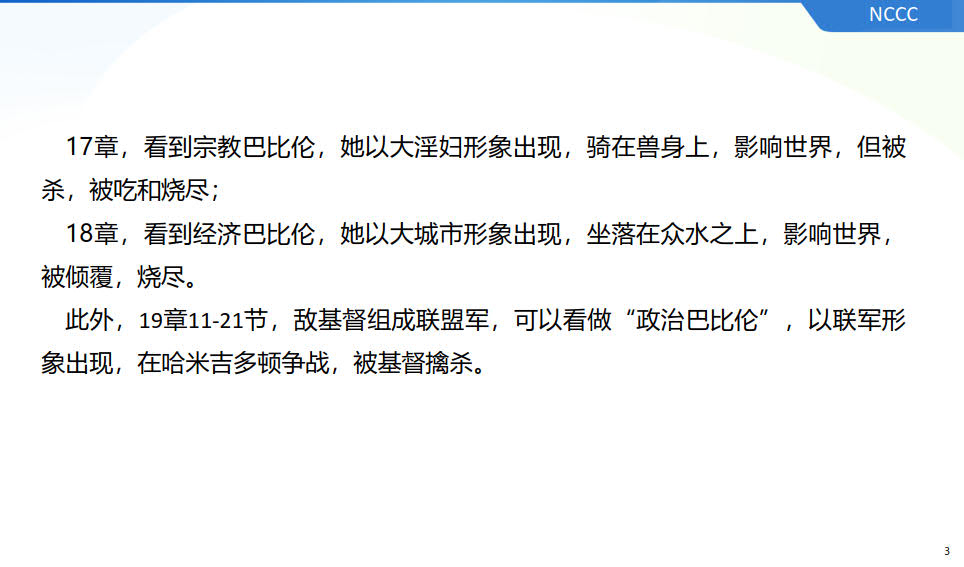 NCCC
17章，看到宗教巴比伦，她以大淫妇形象出现，骑在兽身上，影响世界，但被
杀，被吃和烧尽；
18章，看到经济巴比伦，她以大城市形象出现，坐落在众水之上，影响世界，
被倾覆，烧尽。
此外，19章11-21节，敌基督组成联盟军，可以看做“政治巴比伦”，以联军形
象出现，在哈米吉多顿争战，被基督擒杀。
3